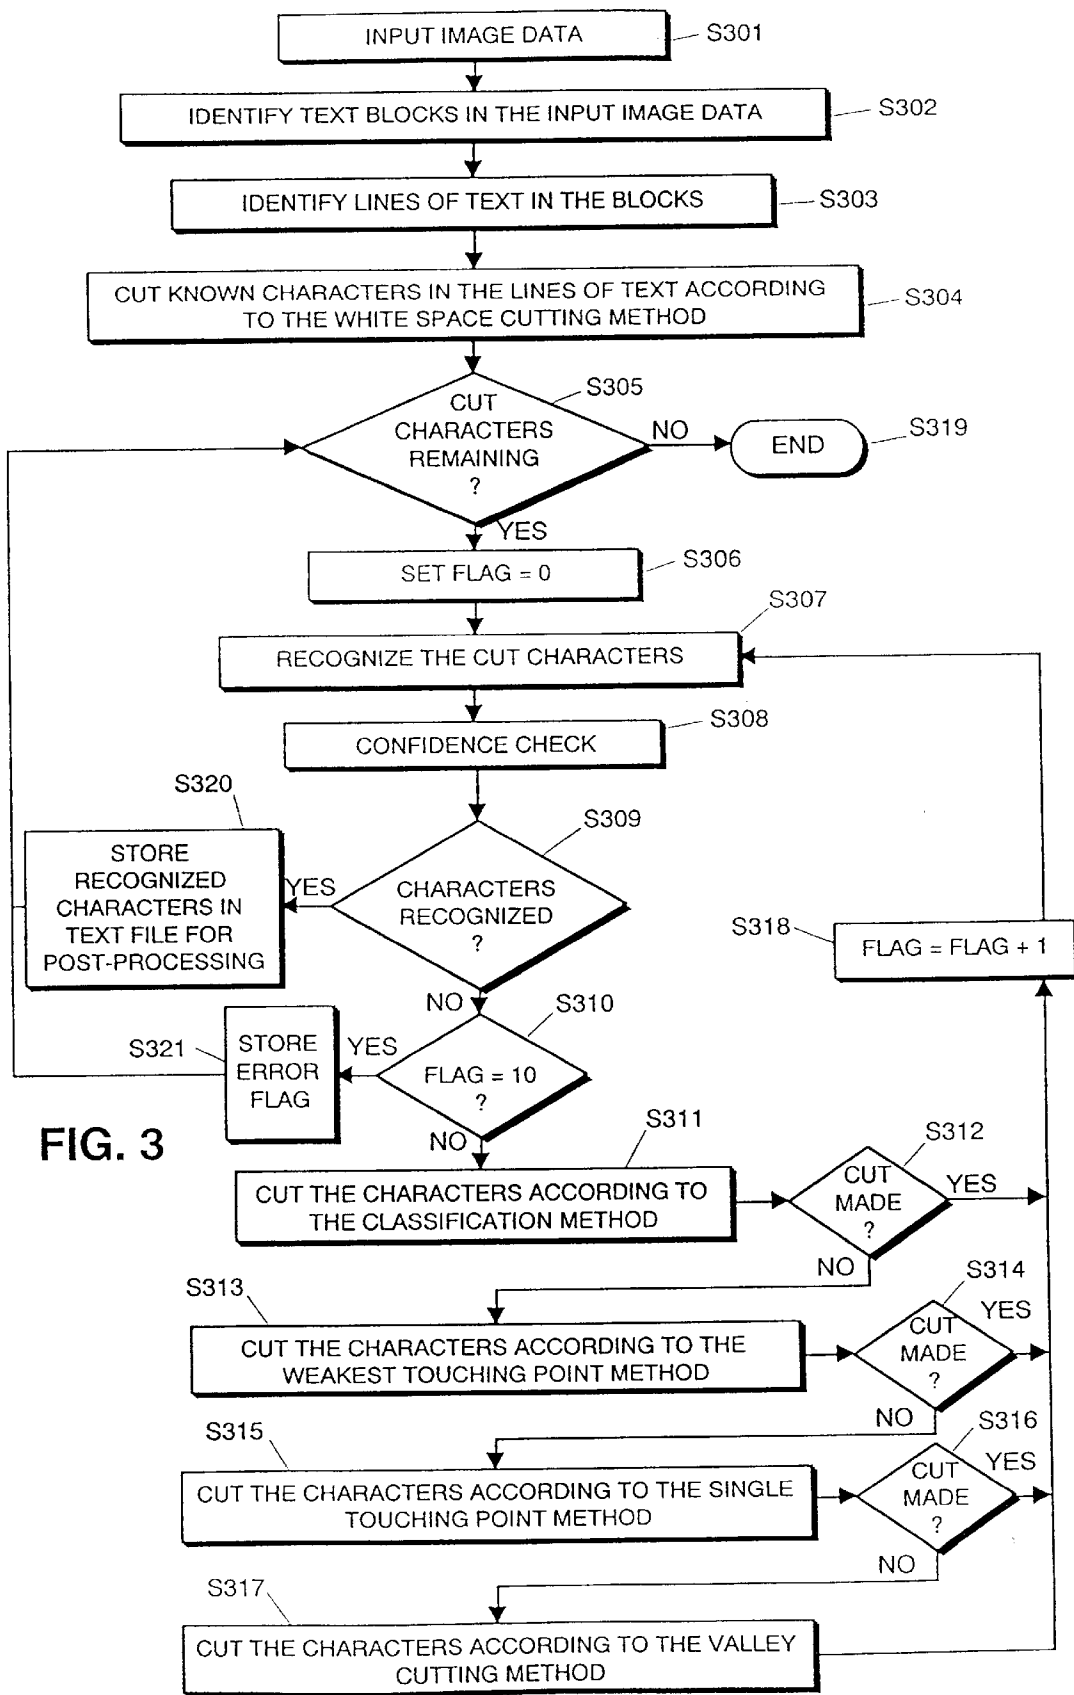 INPUT IMAGE DATA
S301
IDENTIFY TEXT BLOCKS IN THE INPUT IMAGE DATA
S302
IDENTIFY LINES OF TEXT IN THE BLOCKS
S303
CUT KNOWN CHARACTERS IN THE LINES OF TEXT ACCORDING
TO THE WHITE SPACE CUTTING METHOD
S304
S305
CUT
CHARACTERS
REMAINING
?
NO
END
S319
YES
SET FLAG = 0
S306
S307
RECOGNIZE THE CUT CHARACTERS
S308
CONFIDENCE CHECK
S320
STORE
RECOGNIZED
CHARACTERS IN
TEXT FILE FOR
POST-PROCESSING
YES
S309
CHARACTERS
RECOGNIZED
?
S318
FLAG = FLAG + 1
NO
S310
S321
STORE
ERROR
FLAG
YES
FLAG = 10
?
FIG. 3
NO
S311
CUT THE CHARACTERS ACCORDING TO
THE CLASSIFICATION METHOD
S312
CUT
MADE
?
YES
NO
S313
CUT THE CHARACTERS ACCORDING TO THE
WEAKEST TOUCHING POINT METHOD
S314
CUT
MADE
?
YES
NO
S315
CUT THE CHARACTERS ACCORDING TO THE SINGLE
TOUCHING POINT METHOD
S316
CUT
MADE
?
YES
NO
S317
CUT THE CHARACTERS ACCORDING TO THE VALLEY
CUTTING METHOD